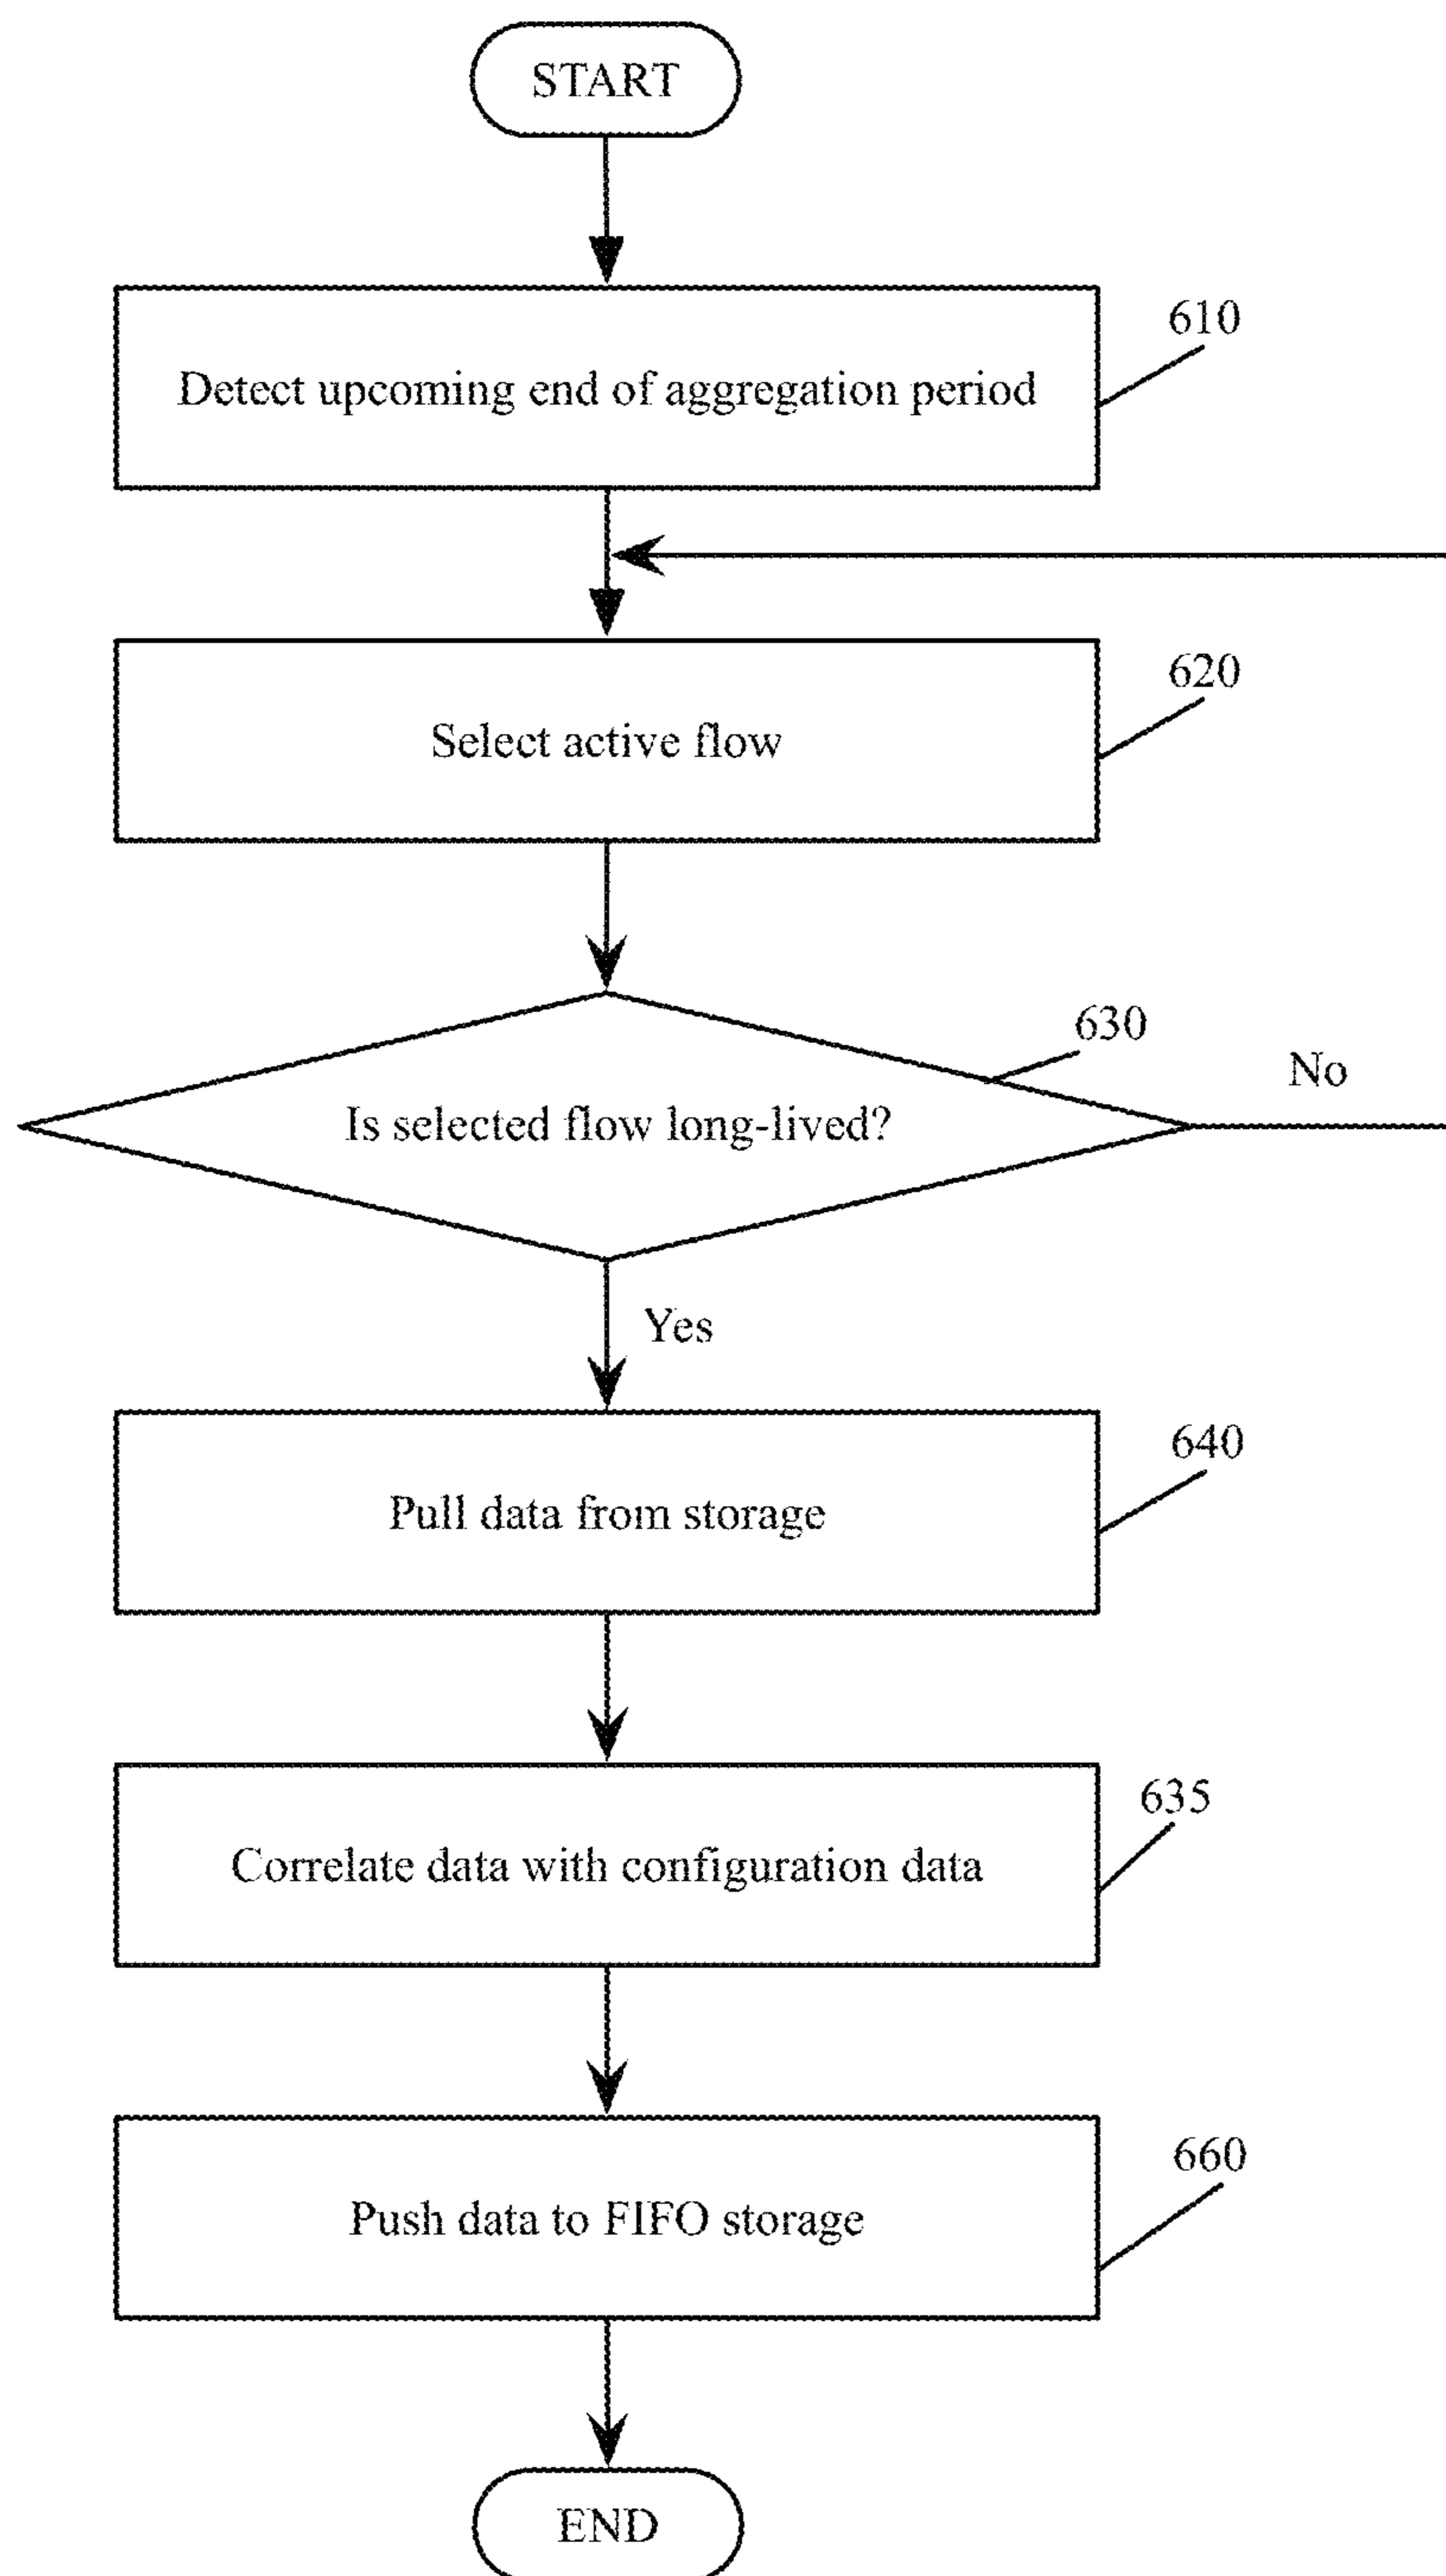 START
610
Detect upcoming end of aggregation period
620
Select active flow
630
No
Is selected flow long-lived?
Yes
640
Pull data from storage
635
Correlate data with configuration data
660
Push data to FIFO storage
END